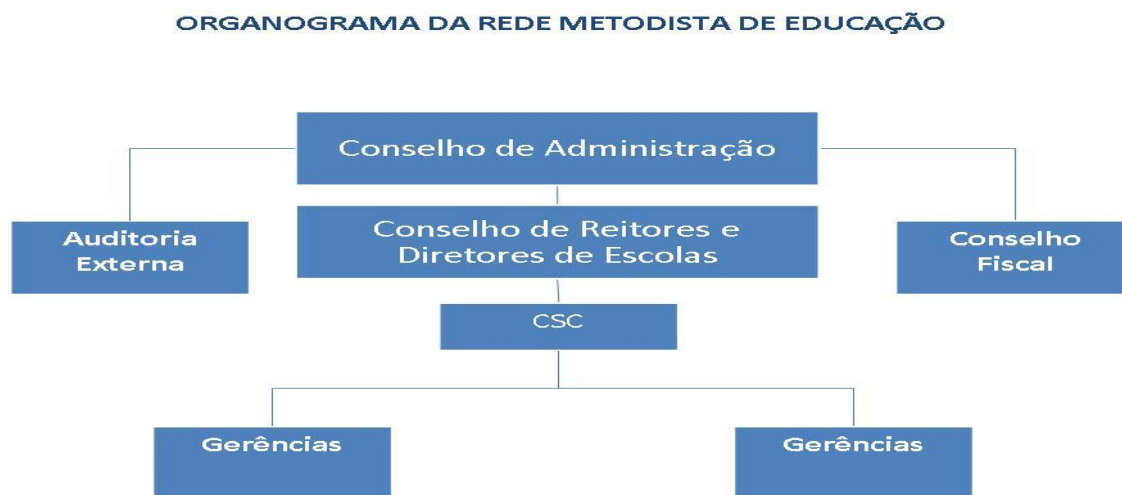 ORGANOGRAMA DA REDE METODISTA DE EDUCAÇÃO
Conselho de Administração
Auditoria
Externa
Conselho de Reitores e
Diretores de Escolas
Conselho
Fiscal
CSC
Gerências
Gerências